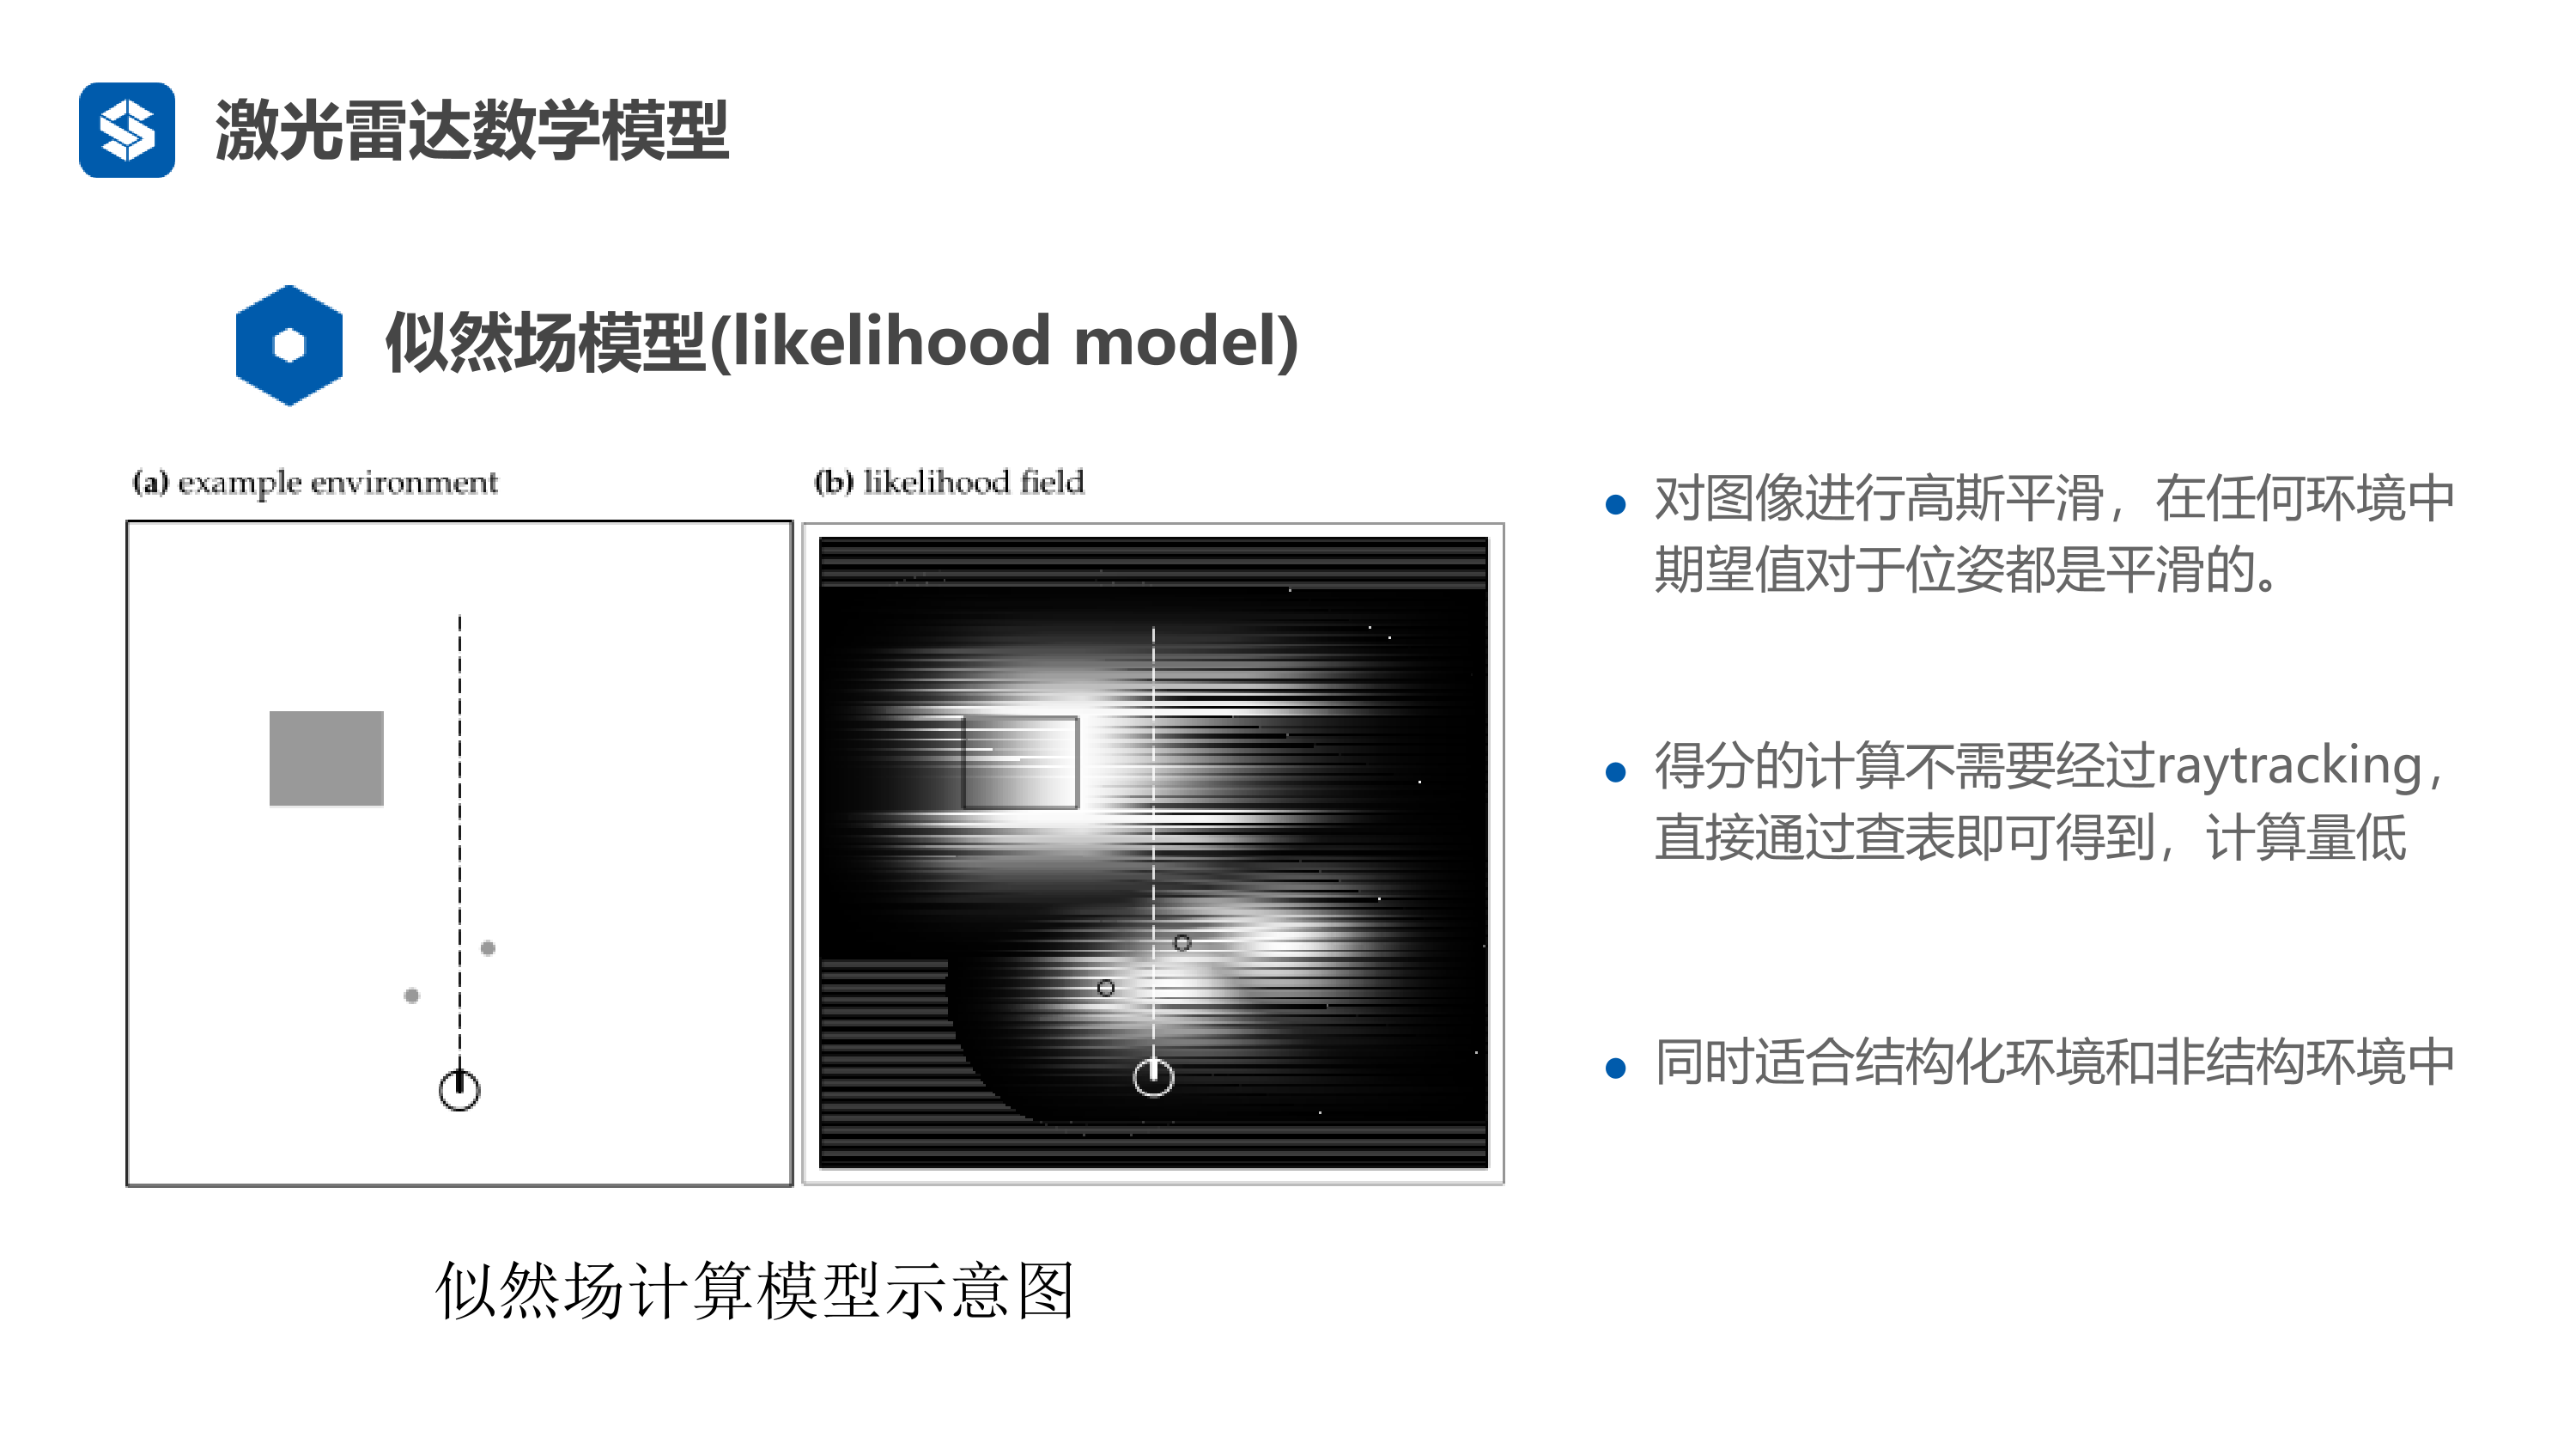 激光雷达数学模型
似然场模型(likelihood model)
(a) example environment
(b) likelihood field
对图像进行高斯平滑，在任何环境中
期望值对于位姿都是平滑的。
得分的计算不需要经过raytracking，
直接通过查表即可得到，计算量低
同时适合结构化环境和非结构环境中
似然场计算模型示意图